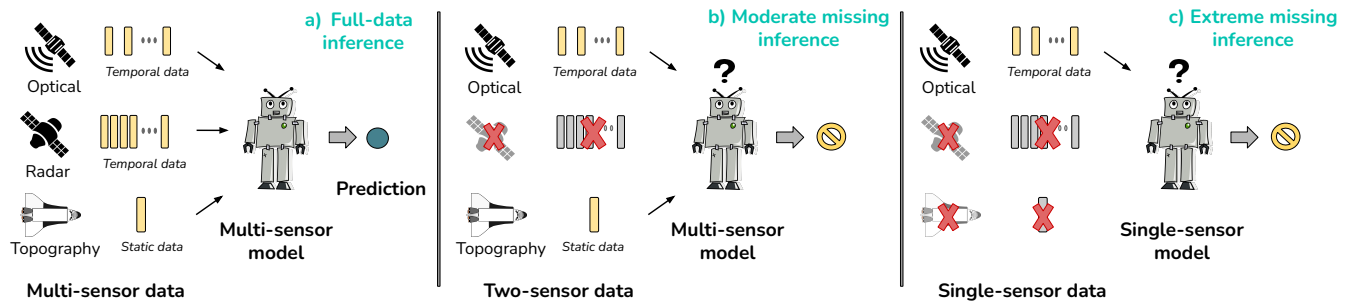 a) Full-data
inference
Optical
Temporal data
Radar
Temporal data
Prediction
Topography
Static data
Multi-sensor
model
Multi-sensor data
b) Moderate missing
inference
?
Optical
Temporal data
Topography
Static data
Multi-sensor
model
Two-sensor data
c) Extreme missing
inference
?
Optical
Temporal data
Single-sensor
model
Single-sensor data